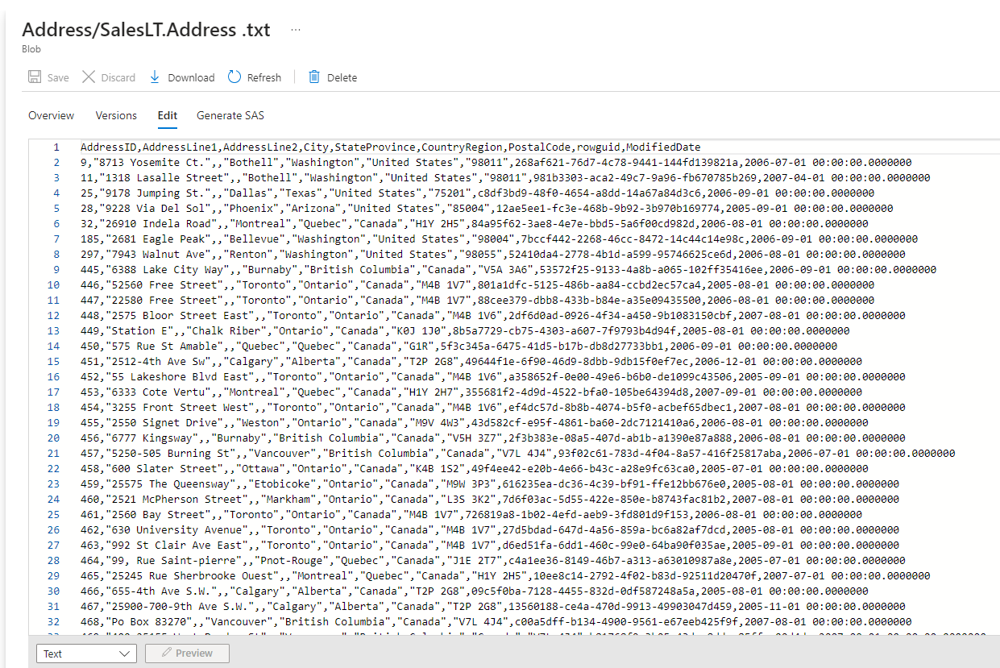 Address/SalesLT.Address .txt ...
Blob
Save Discard Download Refresh Delete
Overview Versions Edit Generate SAS
1 AddressID,AddressLine1,AddressLine2,City,StateProvince,CountryRegion,PostalCode,rowguid,ModifiedDate
2 9,"8713 Yosemite Ct.",,"Bothell","Washington","United States","98011",268af621-76d7-4c78-9441-144fd139821a,2006-07-01 00:00:00.0000000
3 11,"1318 Lasalle Street",,"Bothell","Washington","United States","98011",981b3303-aca2-49c7-9a96-fb670785b269,2007-04-01 00:00:00.0000000
4 25,"9178 Jumping St.",,"Dallas","Texas","United States","75201",c8df3bd9-48f0-4654-a8dd-14a67a84d3c6,2006-09-01 00:00:00.0000000
5 28,"9228 Via Del Sol",,"Phoenix","Arizona","United States","85004",12ae5ee1-fc3e-468b-9b92-3b970b169774,2005-09-01 00:00:00.0000000
6 32,"26910 Indela Road",,"Montreal","Quebec","Canada","H1Y 2H5",84a95f62-3ae8-4e7e-bbd5-5a6f00cd982d,2006-08-01 00:00:00.0000000
7 185,"2681 Eagle Peak",,"Bellevue","Washington","United States","98004",7bccf442-2268-46cc-8472-14c44c14e98c,2006-09-01 00:00:00.0000000
8 297,"7943 Walnut Ave",,"Renton","Washington","United States","98055",52410da4-2778-4b1d-a599-95746625ce6d,2006-08-01 00:00:00.0000000
9 445,"6388 Lake City Way",,"Burnaby","British Columbia","Canada","V5A 3A6",53572f25-9133-4a8b-a065-102ff35416ee,2006-09-01 00:00:00.0000000
10 446,"52560 Free Street",,"Toronto","Ontario","Canada","M4B 1V7",801a1dfc-5125-486b-aa84-ccbd2ec57ca4,2005-08-01 00:00:00.0000000
11 447,"22580 Free Street",,"Toronto","Ontario","Canada","M4B 1V7",88cee379-dbb8-433b-b84e-a35e09435500,2006-08-01 00:00:00.0000000
12 448,"2575 Bloor Street East",,"Toronto","Ontario","Canada","M4B 1V6",2df6d0ad-0926-4f34-a450-9b1083150cbf,2007-08-01 00:00:00.0000000
13 449,"Station E",,"Chalk Riber","Ontario","Canada","K0J 1J0",8b5a7729-cb75-4303-a607-7f9793b4d94f,2005-08-01 00:00:00.0000000
14 450,"575 Rue St Amable",,"Quebec","Quebec","Canada","G1R",5f3c345a-6475-41d5-b17b-db8d27733bb1,2006-09-01 00:00:00.0000000
15 451,"2512-4th Ave Sw",,"Calgary","Alberta","Canada","T2P 2G8",49644f1e-6f90-46d9-8dbb-9db15f0ef7ec,2006-12-01 00:00:00.0000000
16 452,"55 Lakeshore Blvd East",,"Toronto","Ontario","Canada","M4B 1V6",a358652f-0e00-49e6-b6b0-de1099c43506,2005-09-01 00:00:00.0000000
17 453,"6333 Cote Vertu",,"Montreal","Quebec","Canada","H1Y 2H7",355681f2-4d9d-4522-bfa0-105be64394d8,2007-09-01 00:00:00.0000000
18 454,"3255 Front Street West",,"Toronto","Ontario","Canada","M4B 1V6",ef4dc57d-8b8b-4074-b5f0-acbef65dbec1,2007-08-01 00:00:00.0000000
19 455,"2550 Signet Drive",,"Weston","Ontario","Canada","M9V 4W3",43d582cf-e95f-4861-ba60-2dc7121410a6,2006-08-01 00:00:00.0000000
20 456,"6777 Kingsway",,"Burnaby","British Columbia","Canada","V5H 3Z7",2f3b383e-08a5-407d-ab1b-a1390e87a888,2006-08-01 00:00:00.0000000
21 457,"5250-505 Burning St",,"Vancouver","British Columbia","Canada","V7L 4J4",93f02c61-783d-4f04-8a57-416f25817aba,2006-07-01 00:00:00.0000000
22 458,"600 Slater Street",,"Ottawa","Ontario","Canada","K4B 1S2",49f4ee42-e20b-4e66-b43c-a28e9fc63ca0,2005-07-01 00:00:00.0000000
23 459,"25575 The Queensway",,"Etobicoke","Ontario","Canada","M9W 3P3",616235ea-dc36-4c39-bf91-ffe12bb676e0,2005-08-01 00:00:00.0000000
24 460,"2521 McPherson Street",,"Markham","Ontario","Canada","L3S 3K2",7d6f03ac-5d55-422e-850e-b8743fac81b2,2007-08-01 00:00:00.0000000
25 461,"2560 Bay Street",,"Toronto","Ontario","Canada","M4B 1V7",726819a8-1b02-4efd-aeb9-3fd801d9f153,2006-08-01 00:00:00.0000000
26 462,"630 University Avenue",,"Toronto","Ontario","Canada","M4B 1V7",27d5bdad-647d-4a56-859a-bc6a82af7dcd,2005-08-01 00:00:00.0000000
27 463,"992 St Clair Ave East",,"Toronto","Ontario","Canada","M4B 1V7",d6ed51fa-6dd1-460c-99e0-64ba90f035ae,2005-09-01 00:00:00.0000000
28 464,"99, Rue Saint-pierre",,"Pnot-Rouge","Quebec","Canada","J1E 2T7",c4a1ee36-8149-46b7-a313-a63010987a8e,2005-07-01 00:00:00.0000000
29 465,"25245 Rue Sherbrooke Ouest",,"Montreal","Quebec","Canada","H1Y 2H5",10ee8c14-2792-4f02-b83d-92511d20470f,2007-07-01 00:00:00.0000000
30 466,"655-4th Ave S.W.",,"Calgary","Alberta","Canada","T2P 2G8",09c5f0ba-7128-4455-832d-0df587248a5a,2005-08-01 00:00:00.0000000
31 467,"25900-700-9th Ave S.W.",,"Calgary","Alberta","Canada","T2P 2G8",13560188-ce4a-470d-9913-49903047d459,2005-11-01 00:00:00.0000000
32 468,"Po Box 83270",,"Vancouver","British Columbia","Canada","V7L 4J4",c00a5dff-b134-4900-9561-e67eeb425f9f,2007-08-01 00:00:00.0000000
Text Preview